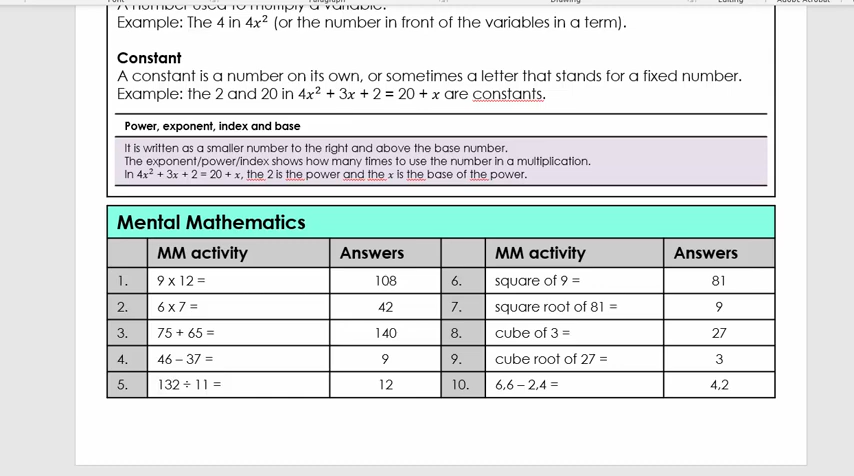 A number used to multiply a variable.
Example: The 4 in 4x² (or the number in front of the variables in a term).
Constant
A constant is a number on its own, or sometimes a letter that stands for a fixed number.
Example: the 2 and 20 in 4x² + 3x + 2 = 20 + x are constants.
Power, exponent, index and base
It is written as a smaller number to the right and above the base number.
The exponent/power/index shows how many times to use the number in a multiplication.
In 4x² + 3x + 2 = 20 + x, the 2 is the power and the x is the base of the power.
Mental Mathematics
MM activity Answers MM activity Answers
1. 9 x 12 = 108 6. square of 9 = 81
2. 6 x 7 = 42 7. square root of 81 = 9
3. 75 + 65 = 140 8. cube of 3 = 27
4. 46 – 37 = 9 9. cube root of 27 = 3
5. 132 ÷ 11 = 12 10. 6,6 – 2,4 = 4,2